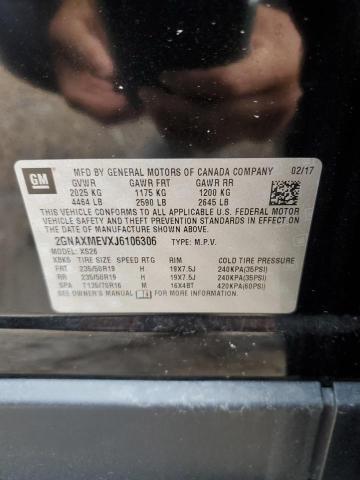 GM
MFD BY GENERAL MOTORS OF CANADA COMPANY 02/17
GVWR GAWR FRT GAWR RR
2025 KG 1175 KG 1200 KG
4464 LB 2590 LB 2645 LB
THIS VEHICLE CONFORMS TO ALL APPLICABLE U.S. FEDERAL MOTOR
VEHICLE SAFETY, BUMPER, AND THEFT PREVENTION STANDARDS IN
EFFECT ON THE DATE OF MANUFACTURE SHOWN ABOVE.
2GNAXMEVXJ6106306 TYPE: M.P.V.
MODEL: XS26
XBK6 TIRE SIZE SPEED RTG RIM COLD TIRE PRESSURE
FRT 235/50R19 H 19X7.5J 240KPA(35PSI)
RR 235/50R19 H 19X7.5J 240KPA(35PSI)
SPA T135/70R16 M 16X4BT 420KPA(60PSI)
SEE OWNER'S MANUAL FOR MORE INFORMATION.